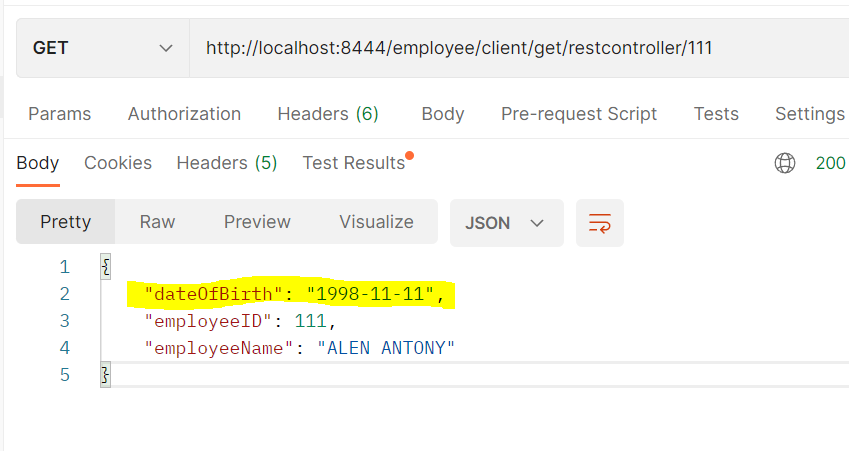 GET http://localhost:8444/employee/client/get/restcontroller/111
Params Authorization Headers (6) Body Pre-request Script Tests Settings
Body Cookies Headers (5) Test Results 200
Pretty Raw Preview Visualize JSON
1 {
2 "dateOfBirth": "1998-11-11",
3 "employeeID": 111,
4 "employeeName": "ALEN ANTONY"
5 }